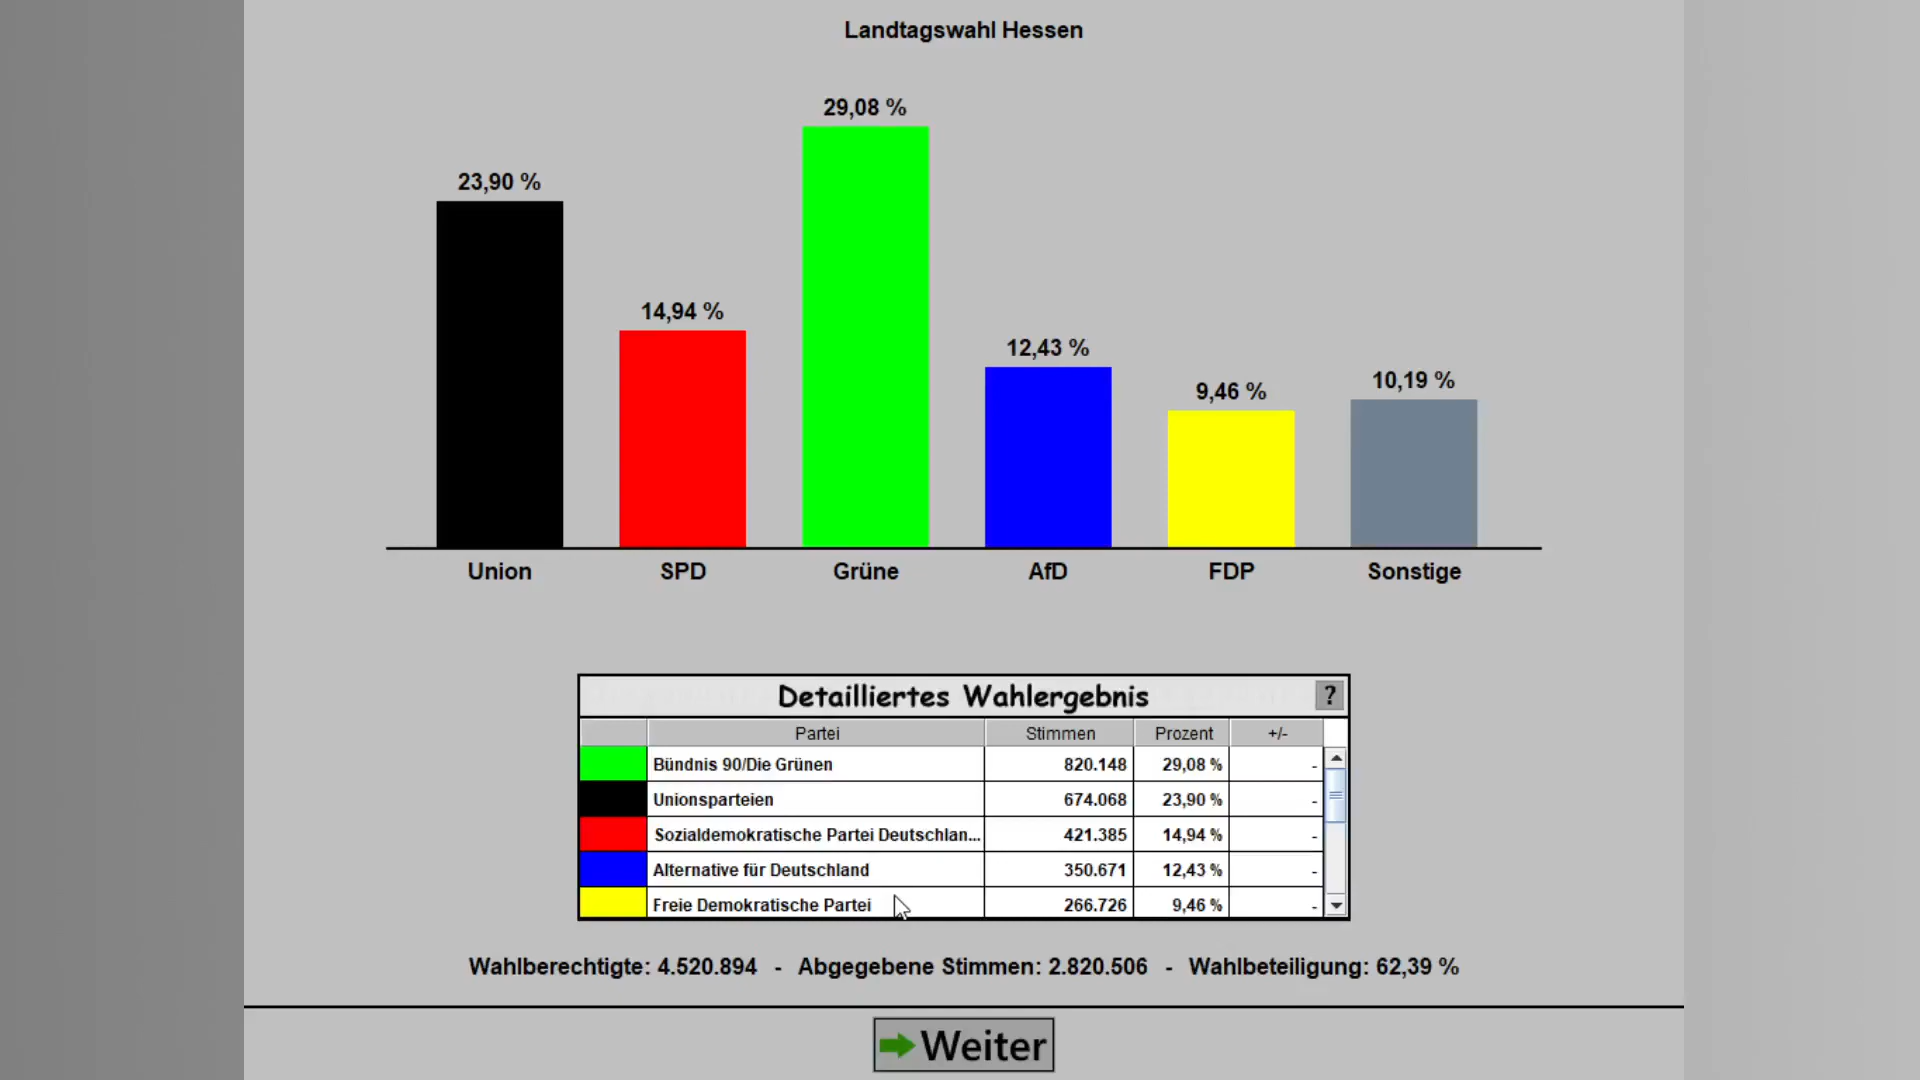 Landtagswahl Hessen
29,08 %
23,90 %
14,94 %
12,43 %
10,19 %
9,46 %
Union SPD Grüne AfD FDP Sonstige
Detailliertes Wahlergebnis ?
Partei Stimmen Prozent +/-
Bündnis 90/Die Grünen 820.148 29,08 % -
Unionsparteien 674.068 23,90 % -
Sozialdemokratische Partei Deutschlan... 421.385 14,94 % -
Alternative für Deutschland 350.671 12,43 % -
Freie Demokratische Partei 266.726 9,46 % -
Wahlberechtigte: 4.520.894 - Abgegebene Stimmen: 2.820.506 - Wahlbeteiligung: 62,39 %
Weiter